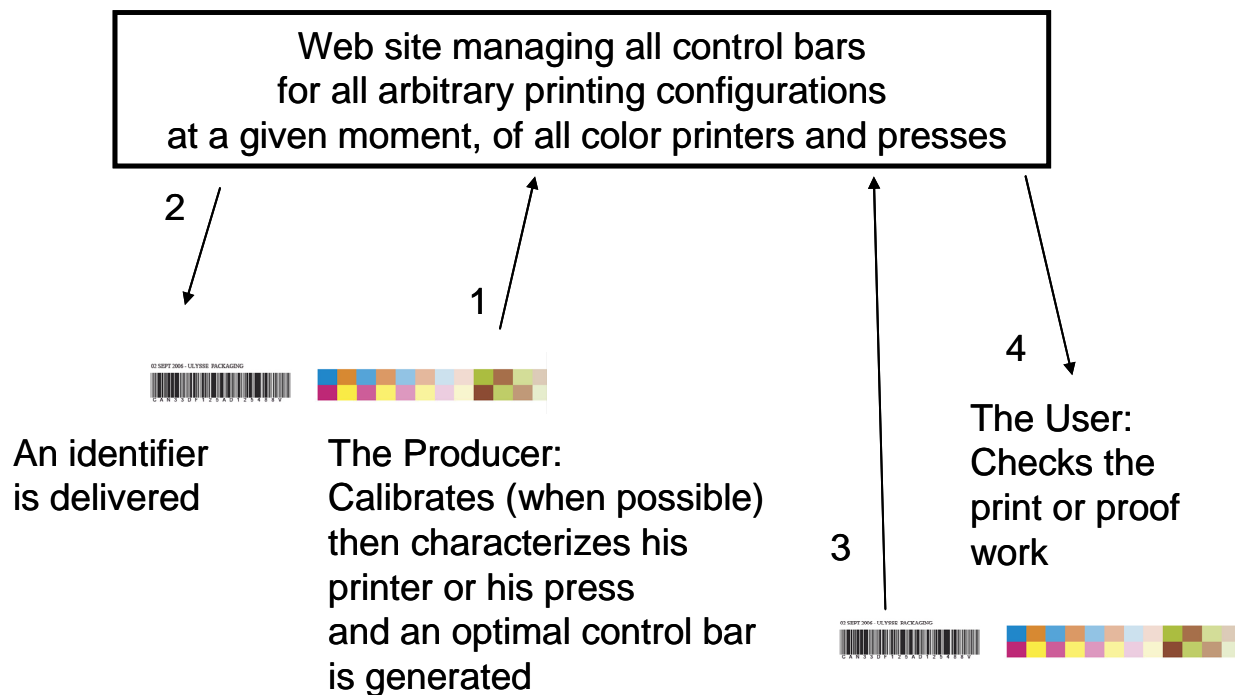 Web site managing all control bars
for all arbitrary printing configurations
at a given moment, of all color printers and presses
2
1
02 SEPT 2006 - ULYSSE PACKAGING
CAN33DF125AD125488V
An identifier
is delivered
The Producer:
Calibrates (when possible)
then characterizes his
printer or his press
and an optimal control bar
is generated
3
4
The User:
Checks the
print or proof
work
02 SEPT 2006 - ULYSSE PACKAGING
CAN33DF125AD125488V